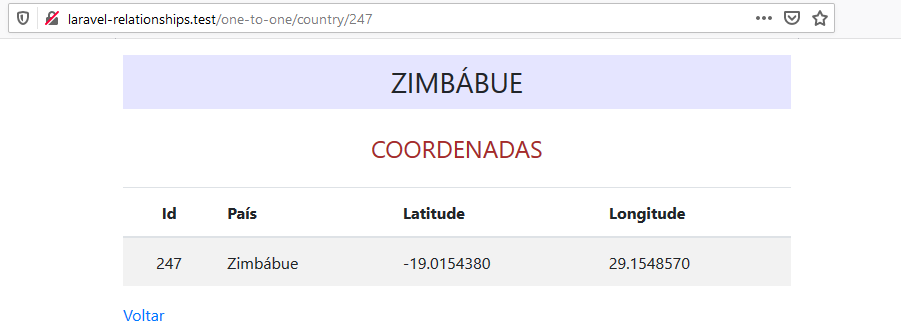 laravel-relationships.test/one-to-one/country/247
ZIMBÁBUE
COORDENADAS
Id País Latitude Longitude
247 Zimbábue -19.0154380 29.1548570
Voltar